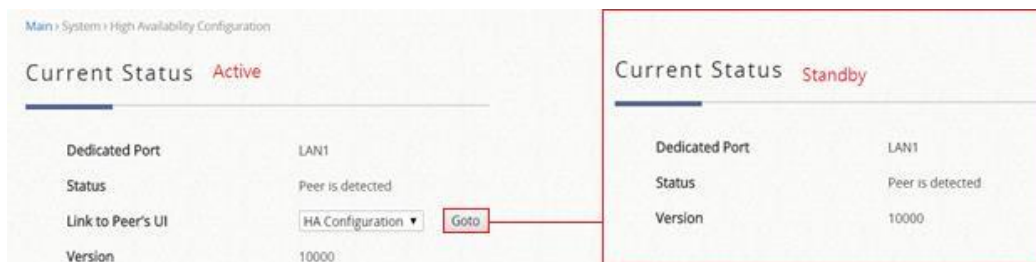 Main › System › High Availability Configuration
Current Status Active
Dedicated Port LAN1
Status Peer is detected
Link to Peer's UI HA Configuration ▼ Goto
Version 10000
Current Status Standby
Dedicated Port LAN1
Status Peer is detected
Version 10000